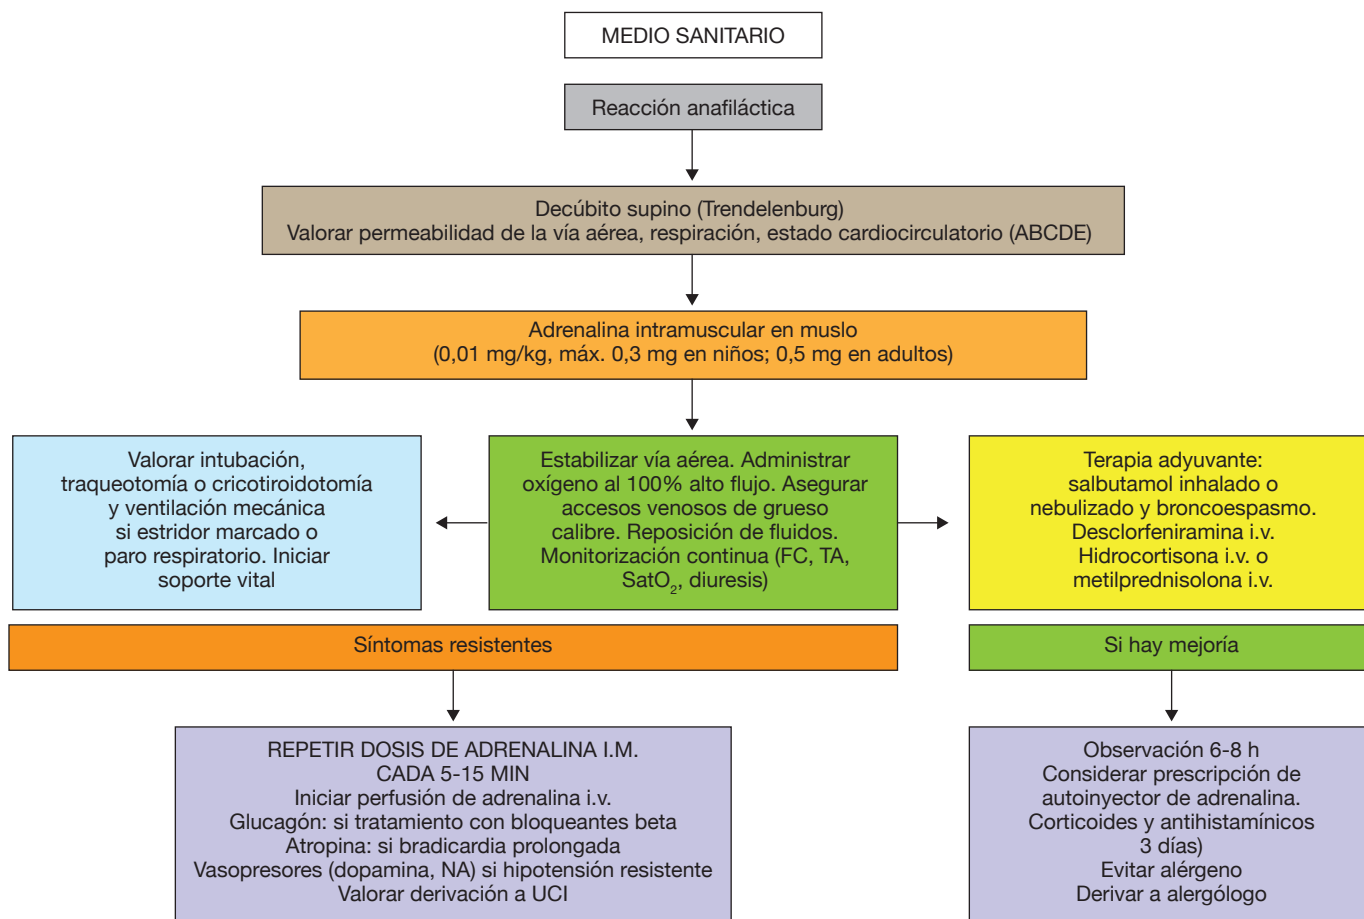 MEDIO SANITARIO
Reacción anafiláctica
Decúbito supino (Trendelenburg)
Valorar permeabilidad de la vía aérea, respiración, estado cardiocirculatorio (ABCDE)
Adrenalina intramuscular en muslo
(0,01 mg/kg, máx. 0,3 mg en niños; 0,5 mg en adultos)
Valorar intubación,
traqueotomía o cricotiroidotomía
y ventilación mecánica
si estridor marcado o
paro respiratorio. Iniciar
soporte vital
Estabilizar vía aérea. Administrar
oxígeno al 100% alto flujo. Asegurar
accesos venosos de grueso
calibre. Reposición de fluidos.
Monitorización continua (FC, TA,
SatO₂, diuresis)
Terapia adyuvante:
salbutamol inhalado o
nebulizado y broncoespasmo.
Desclorfeniramina i.v.
Hidrocortisona i.v. o
metilprednisolona i.v.
Síntomas resistentes
Si hay mejoría
REPETIR DOSIS DE ADRENALINA I.M.
CADA 5-15 MIN
Iniciar perfusión de adrenalina i.v.
Glucagón: si tratamiento con bloqueantes beta
Atropina: si bradicardia prolongada
Vasopresores (dopamina, NA) si hipotensión resistente
Valorar derivación a UCI
Observación 6-8 h
Considerar prescripción de
autoinyector de adrenalina.
Corticoides y antihistamínicos
3 días)
Evitar alérgeno
Derivar a alergólogo